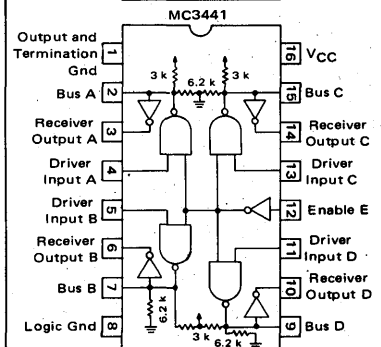 MC3441
Output and
Termination
Gnd
1
Bus A
2
Receiver
Output A
3
Driver
Input A
4
Driver
Input B
5
Receiver
Output B
6
Bus B
7
Logic Gnd
8
16
VCC
15
Bus C
14
Receiver
Output C
13
Driver
Input C
12
Enable E
11
Driver
Input D
10
Receiver
Output D
9
Bus D
3 k
6.2 k
3 k
6.2 k
3 k
6.2 k